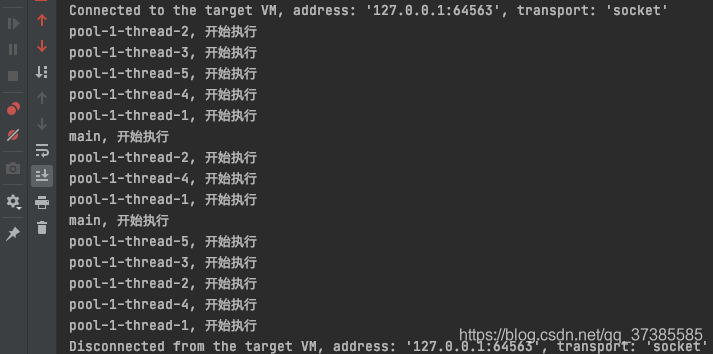 Connected to the target VM, address: '127.0.0.1:64563', transport: 'socket'
pool-1-thread-2, 开始执行
pool-1-thread-3, 开始执行
pool-1-thread-5, 开始执行
pool-1-thread-4, 开始执行
pool-1-thread-1, 开始执行
main, 开始执行
pool-1-thread-2, 开始执行
pool-1-thread-4, 开始执行
pool-1-thread-1, 开始执行
main, 开始执行
pool-1-thread-5, 开始执行
pool-1-thread-3, 开始执行
pool-1-thread-2, 开始执行
pool-1-thread-4, 开始执行
pool-1-thread-1, 开始执行
https://blog.csdn.net/qq_37385585
Disconnected from the target VM, address: '127.0.0.1:64563', transport: 'socket'